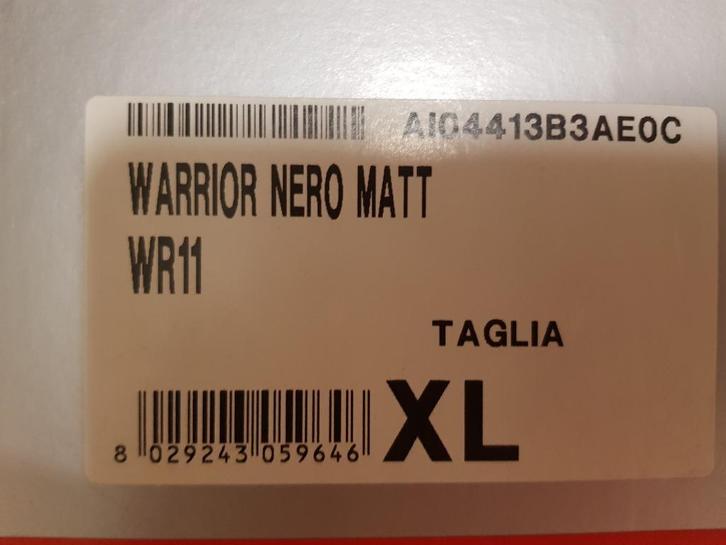 AI04413B3AE0C
WARRIOR NERO MATT
WR11
TAGLIA
XL
8 029243 059646